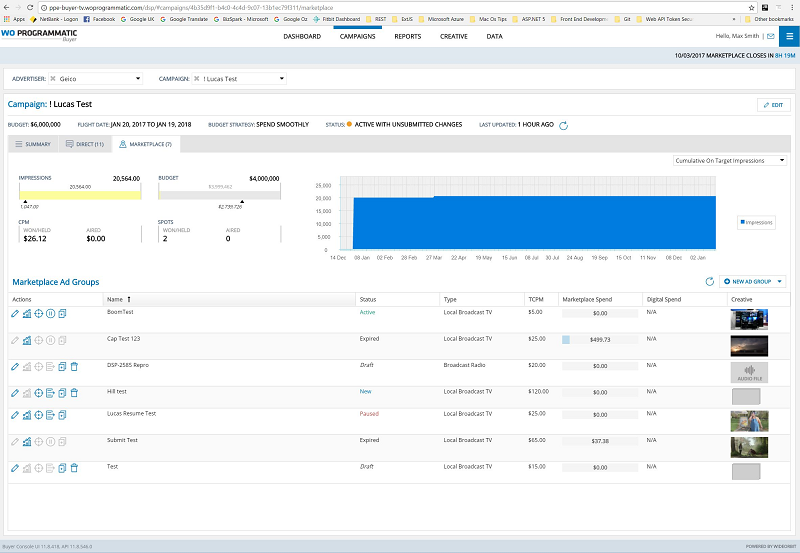 ppe-buyer-tv.woprogrammatic.com/dsp/#campaigns/4b35d9f1-b4c0-4c4d-9c07-13b1ec79f311/marketplace
Apps NetBank - Logon Facebook Google UK Google Translate BizSpark - Microsoft Google Oz Fitbit Dashboard REST ExtJS Microsoft Azure Mac Os Tips ASP.NET 5 Front End Developm Git Web API Token Secur Other bookmarks
WO PROGRAMMATIC
Buyer
DASHBOARD CAMPAIGNS REPORTS CREATIVE DATA
Hello, Max Smith
10/03/2017 MARKETPLACE CLOSES IN 8H 19M
ADVERTISER: Geico CAMPAIGN: ! Lucas Test
Campaign: ! Lucas Test
EDIT
BUDGET: $6,000,000 FLIGHT DATE: JAN 20, 2017 TO JAN 19, 2018 BUDGET STRATEGY: SPEND SMOOTHLY STATUS: ACTIVE WITH UNSUBMITTED CHANGES LAST UPDATED: 1 HOUR AGO
SUMMARY DIRECT (11) MARKETPLACE (7)
Cumulative On Target Impressions
IMPRESSIONS 20,564.00 BUDGET $4,000,000
20,564.00 $3,999,462
1,047.00 $2,739,726
CPM SPOTS
WON/HELD AIRED WON/HELD AIRED
$26.12 $0.00 2 0
25,000
20,000
15,000
10,000
5,000
0
14 Dec 08 Jan 02 Feb 27 Mar 21 Apr 16 May 10 Jun 05 Jul 30 Jul 24 Aug 19 Sep 15 Oct 11 Nov 08 Dec 02 Jan
Impressions
Marketplace Ad Groups
NEW AD GROUP
Actions Name Status Type TCPM Marketplace Spend Digital Spend Creative
BoomTest Active Local Broadcast TV $5.00 $0.00 N/A
Cap Test 123 Expired Local Broadcast TV $25.00 $499.73 N/A
DSP-2585 Repro Draft Broadcast Radio $20.00 $0.00 N/A
AUDIO FILE
Hill test New Local Broadcast TV $120.00 $0.00 N/A
Lucas Resume Test Paused Local Broadcast TV $25.00 $0.00 N/A
Submit Test Expired Local Broadcast TV $65.00 $37.38 N/A
Test Draft Local Broadcast TV $15.00 $0.00 N/A
Buyer Console UI 11-8.418, API 11.8.546.0
POWERED BY WIDEORBIT